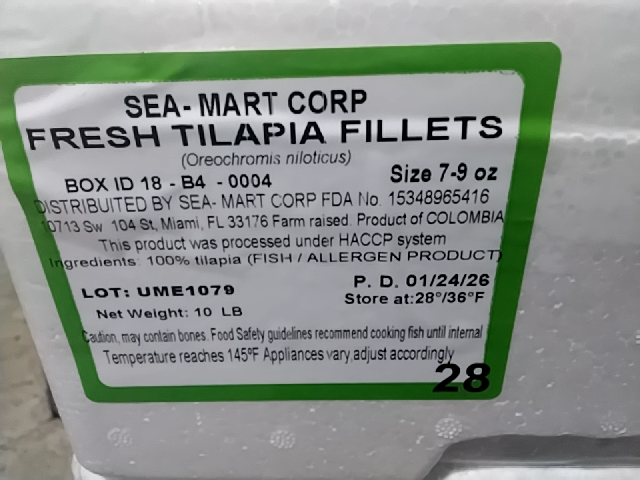 SEA- MART CORP
FRESH TILAPIA FILLETS
(Oreochromis niloticus)
BOX ID 18 - B4 - 0004 Size 7-9 oz
DISTRIBUTED BY SEA- MART CORP FDA No. 15348965416
10713 Sw 104 St, Miami, FL 33176 Farm raised. Product of COLOMBIA
This product was processed under HACCP system
Ingredients: 100% tilapia (FISH / ALLERGEN PRODUCT)
LOT: UME1079 P. D. 01/24/26
Net Weight: 10 LB Store at:28°/36°F
Caution, may contain bones. Food Safety guidelines recommend cooking fish until internal
Temperature reaches 145ºF Appliances vary,adjust accordingly
28